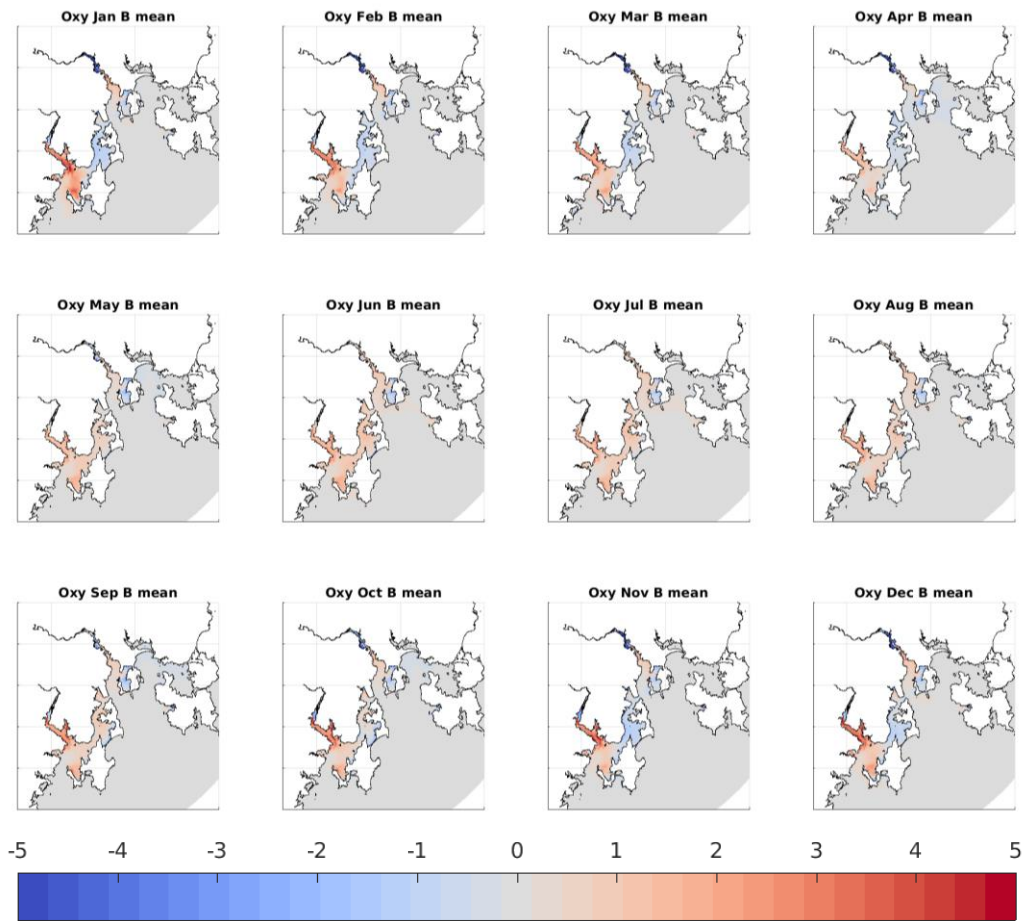 Oxy Jan B mean
Oxy Feb B mean
Oxy Mar B mean
Oxy Apr B mean
Oxy May B mean
Oxy Jun B mean
Oxy Jul B mean
Oxy Aug B mean
Oxy Sep B mean
Oxy Oct B mean
Oxy Nov B mean
Oxy Dec B mean
-5 -4 -3 -2 -1 0 1 2 3 4 5